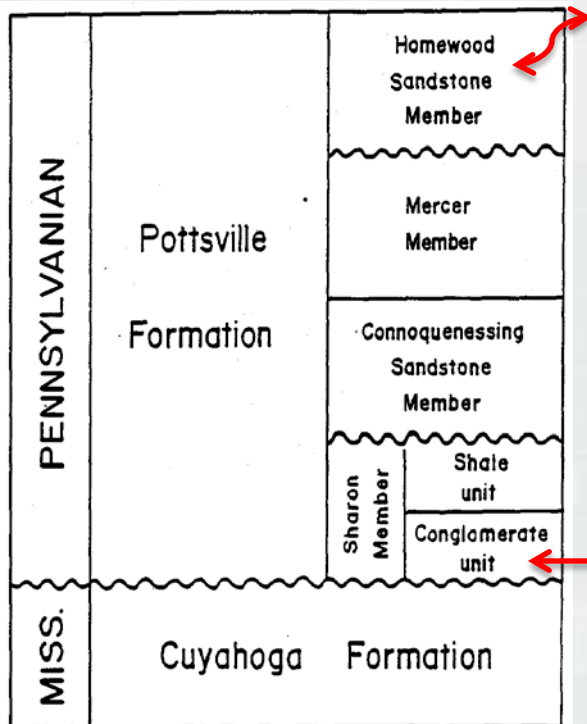 PENNSYLVANIAN
Pottsville
Formation
Homewood
Sandstone
Member
Mercer
Member
Connoquenessing
Sandstone
Member
Sharon
Member
Shale
unit
Conglomerate
unit
MISS.
Cuyahoga Formation